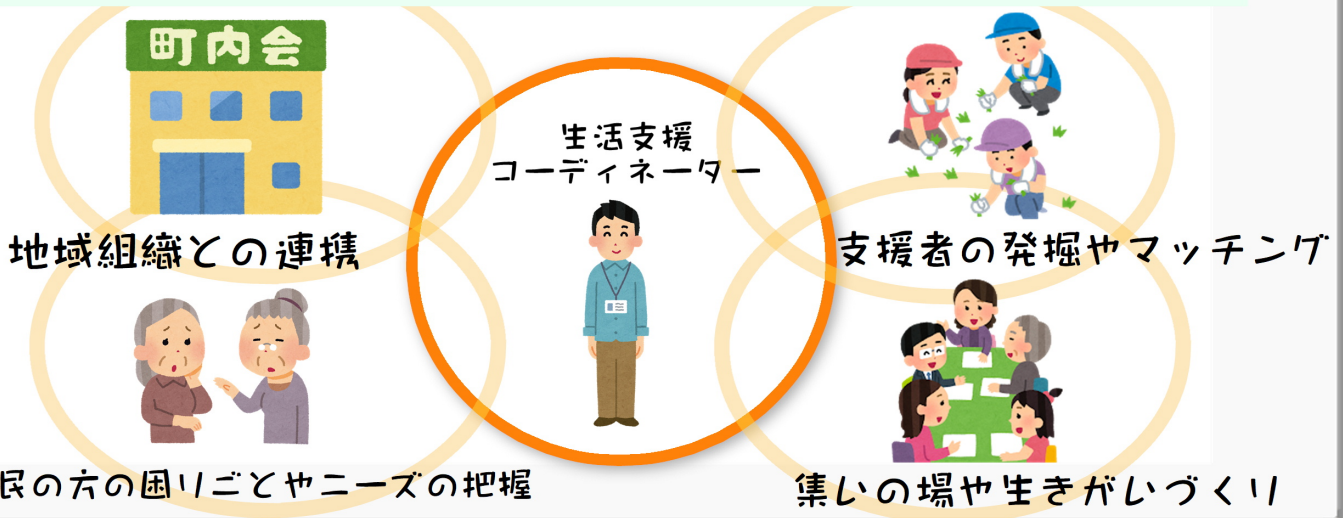 町内会
生活支援
コーディネーター
地域組織との連携
支援者の発掘やマッチング
民の方の困りごとやニーズの把握
集いの場や生きがいづくり